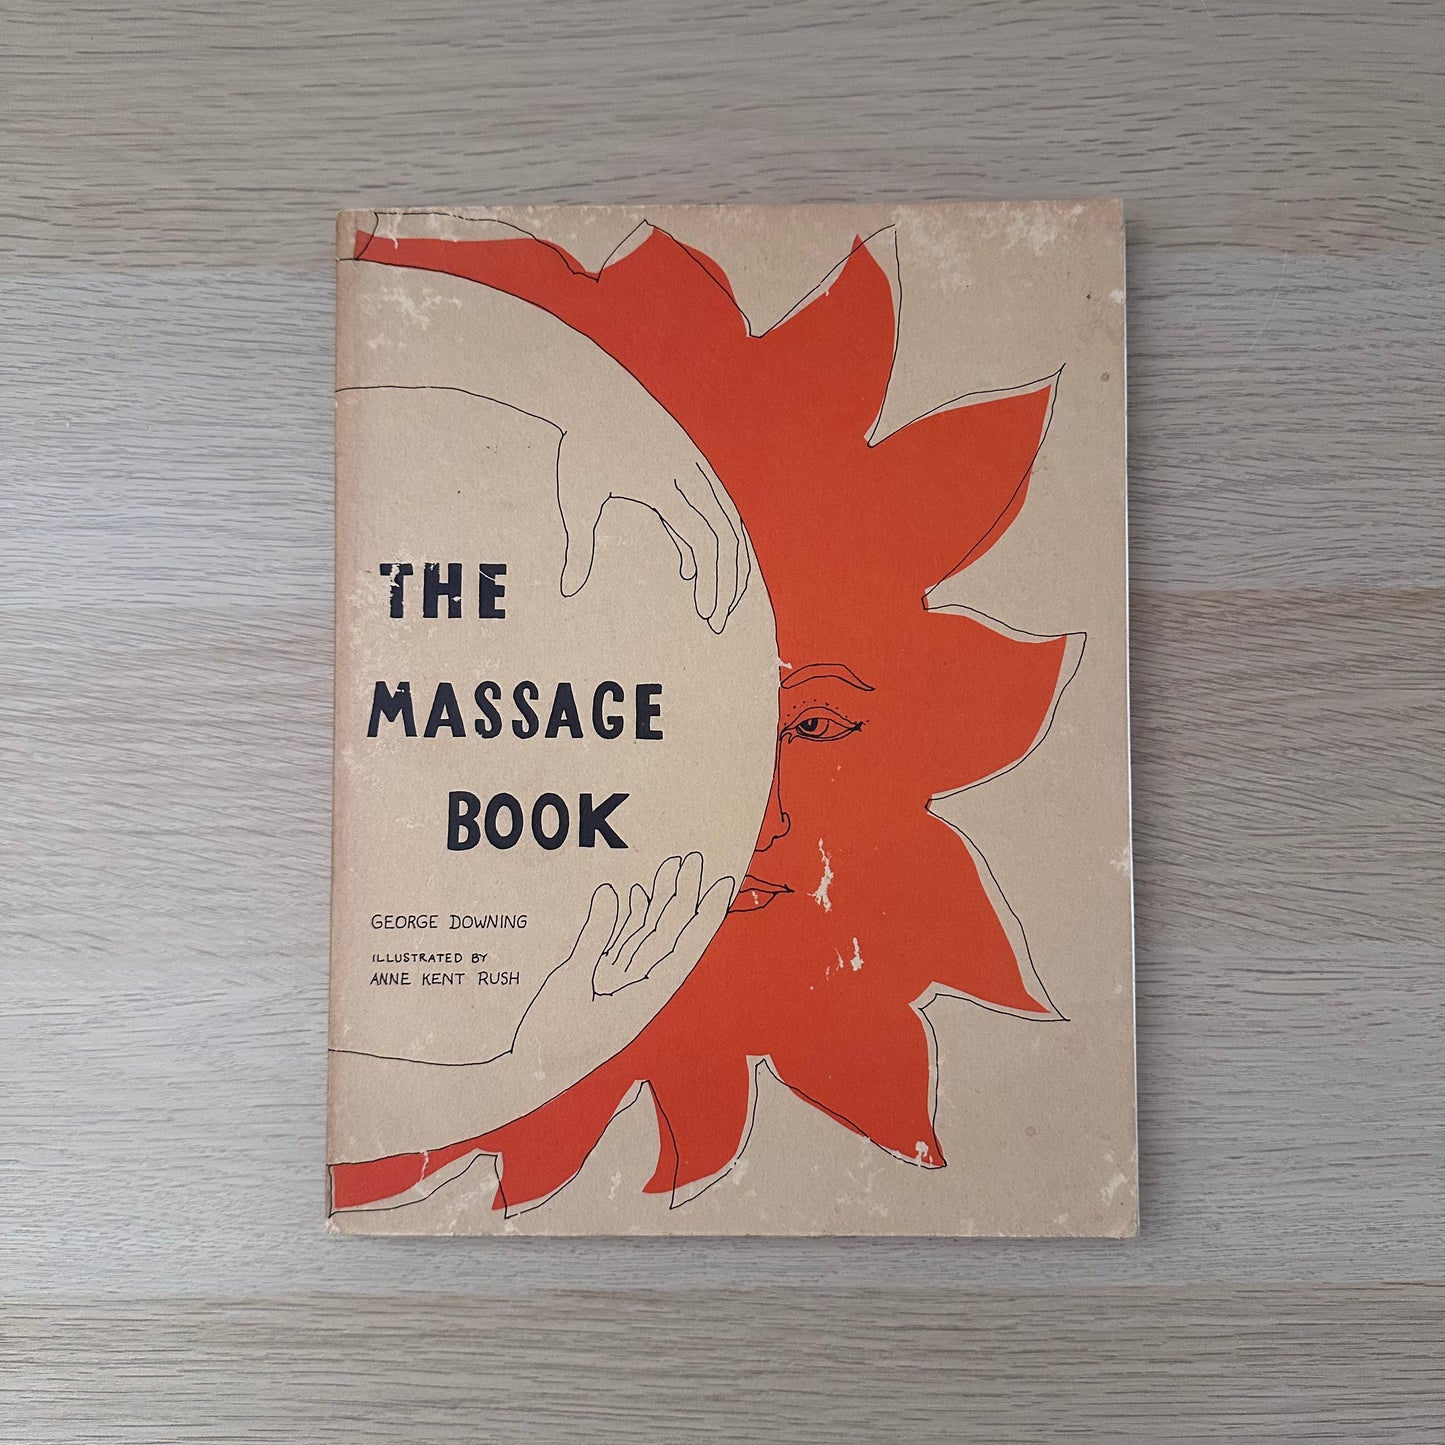 THE
MASSAGE
BOOK
GEORGE DOWNING
ILLUSTRATED BY
ANNE KENT RUSH